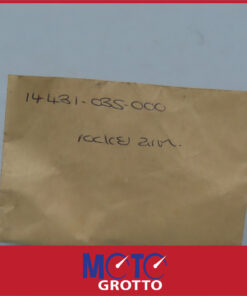 14431-035-000
rocker arm.
MOTO
GROTTO